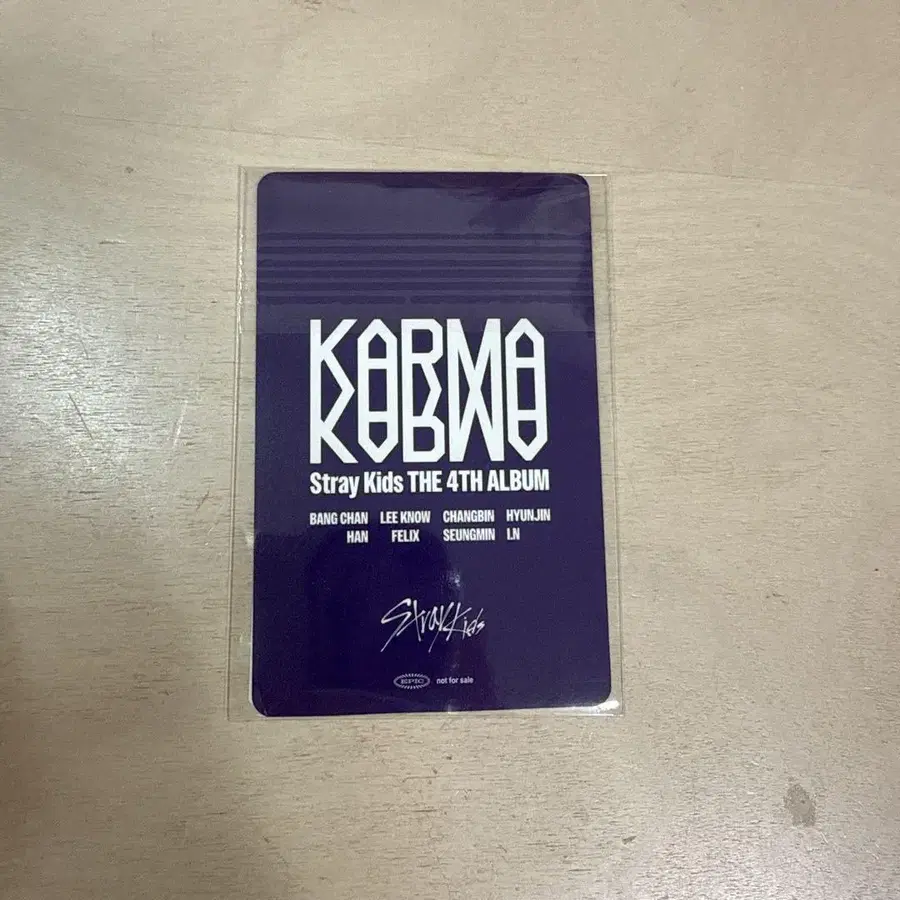 KARMA
Stray Kids THE 4TH ALBUM
BANG CHAN LEE KNOW CHANGBIN HYUNJIN
HAN FELIX SEUNGMIN I.N
Stray Kids
EPIC not for sale